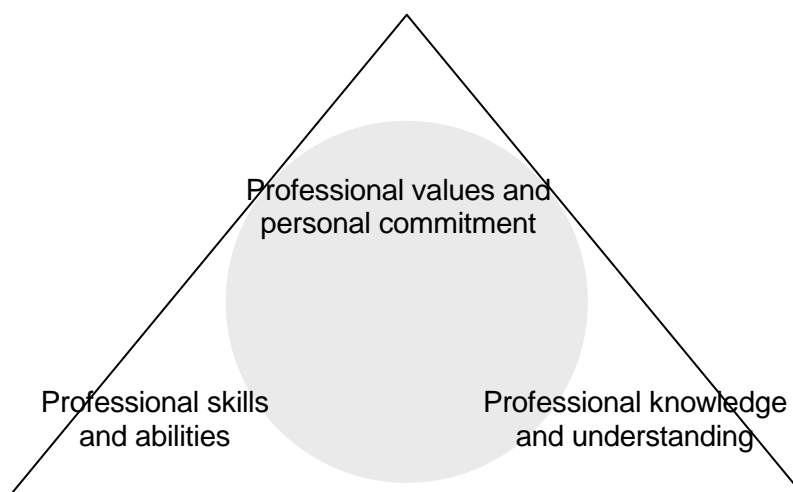 Professional values and
personal commitment
Professional skills
and abilities
Professional knowledge
and understanding